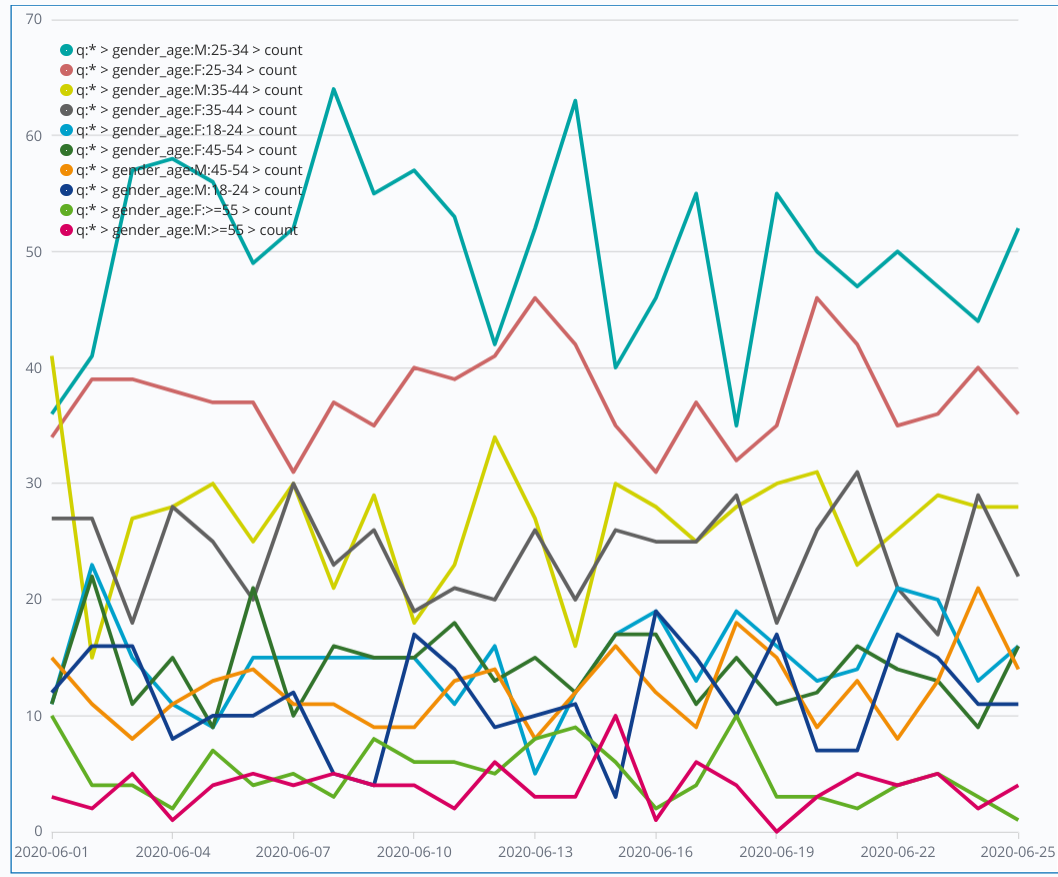 70
q:* > gender_age:M:25-34 > count
q:* > gender_age:F:25-34 > count
q:* > gender_age:M:35-44 > count
q:* > gender_age:F:35-44 > count
q:* > gender_age:F:18-24 > count
60
q:* > gender_age:F:45-54 > count
q:* > gender_age:M:45-54 > count
q:* > gender_age:M:18-24 > count
q:* > gender_age:F:>=55 > count
q:* > gender_age:M:>=55 > count
50
40
30
20
10
0
2020-06-01 2020-06-04 2020-06-07 2020-06-10 2020-06-13 2020-06-16 2020-06-19 2020-06-22 2020-06-25